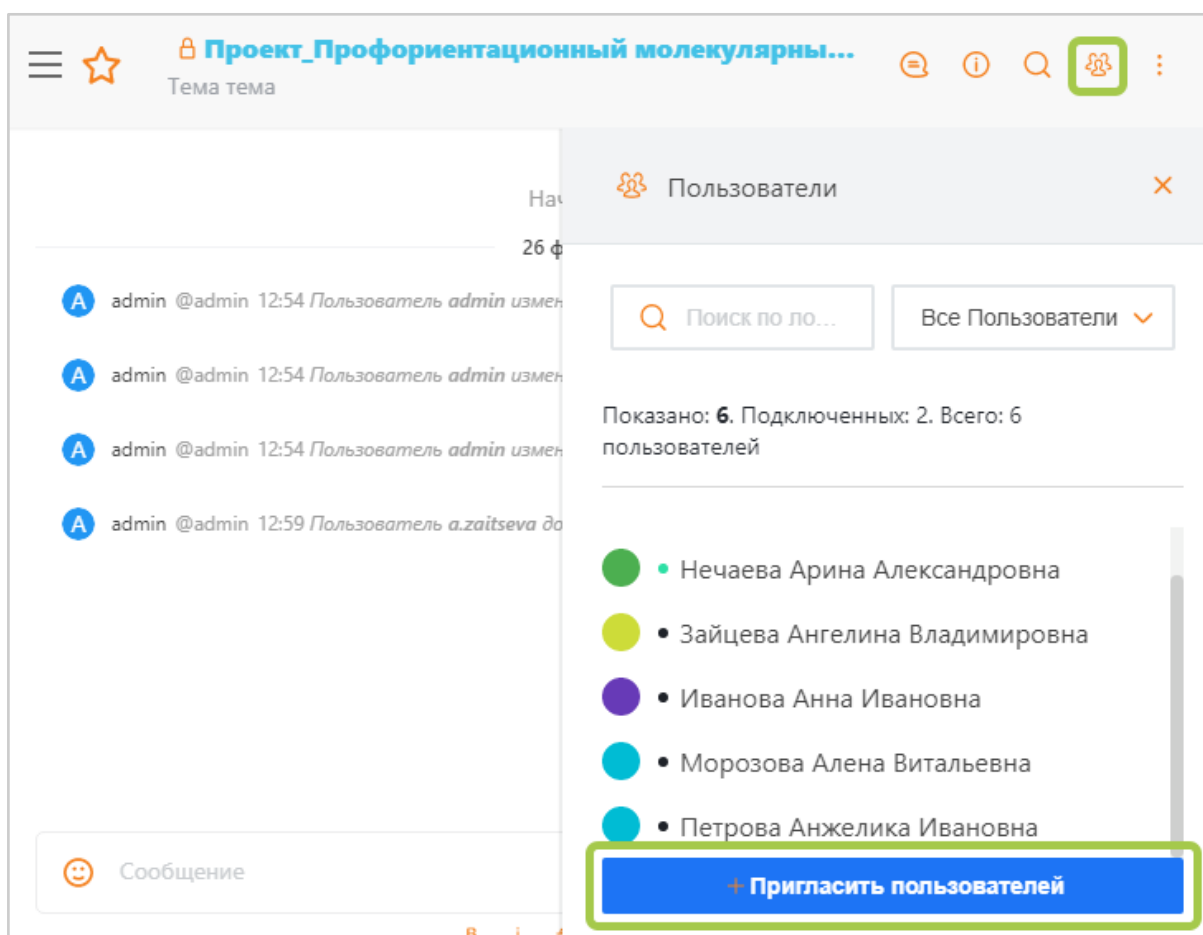 Проект_Профориентационный молекулярны...
Тема тема
Нач
26 ф
A admin @admin 12:54 Пользователь admin измен
A admin @admin 12:54 Пользователь admin измен
A admin @admin 12:54 Пользователь admin измен
A admin @admin 12:59 Пользователь a.zaitseva до
Сообщение
B i
Пользователи
Поиск по ло...
Все Пользователи
Показано: 6. Подключенных: 2. Всего: 6
пользователей
Нечаева Арина Александровна
Зайцева Ангелина Владимировна
Иванова Анна Ивановна
Морозова Алена Витальевна
Петрова Анжелика Ивановна
+ Пригласить пользователей